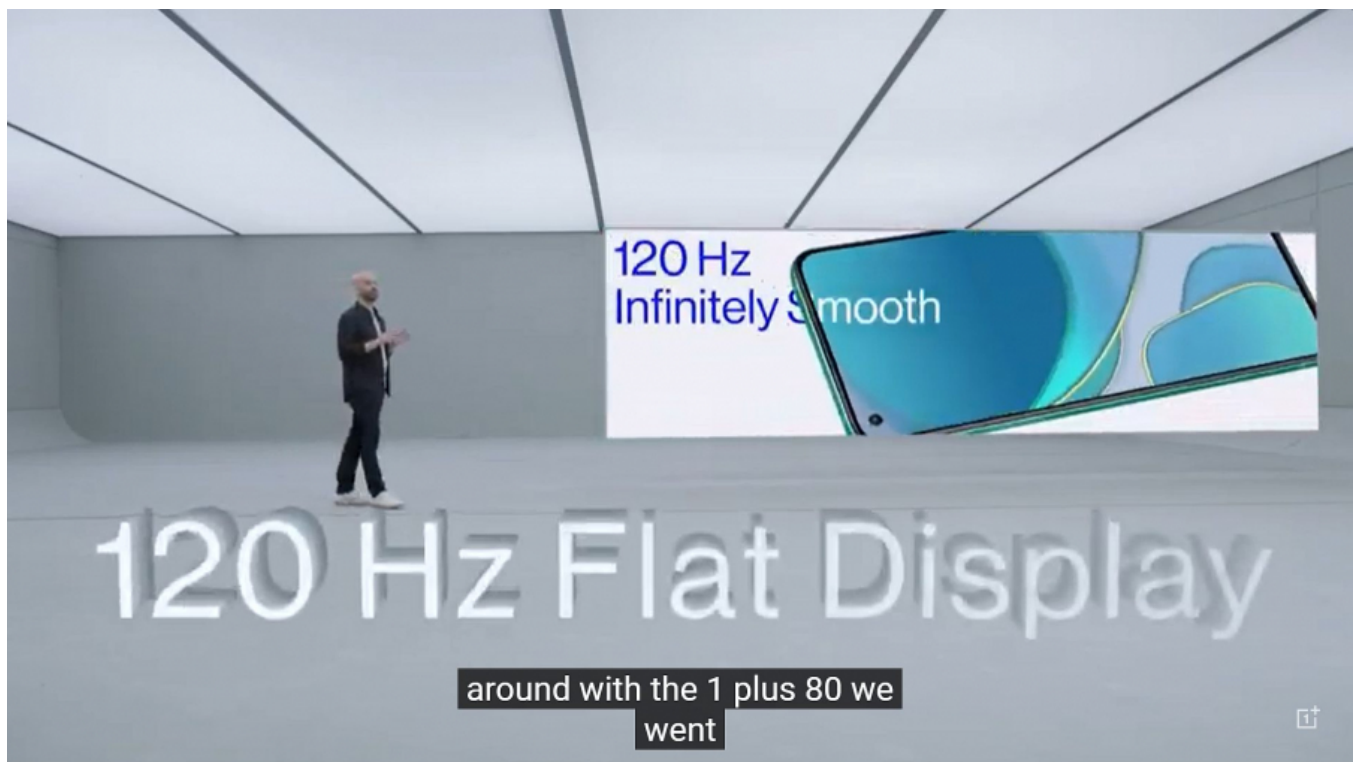 120 Hz
Infinitely Smooth
120 Hz Flat Display
around with the 1 plus 80 we
went
1+